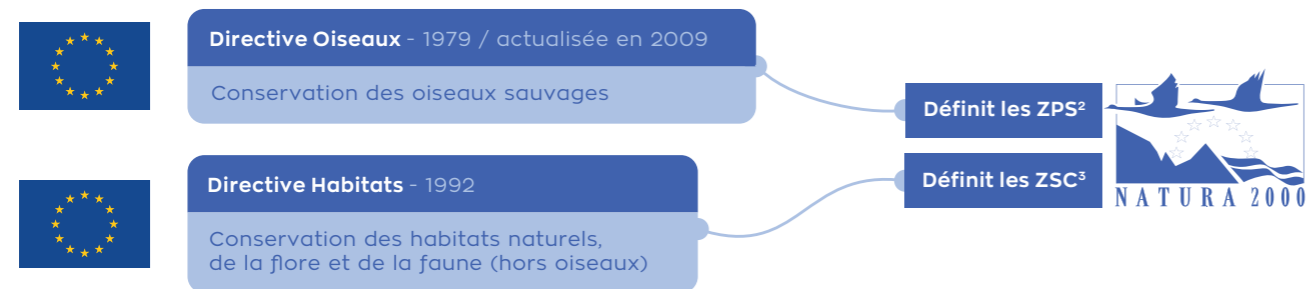 Directive Oiseaux - 1979 / actualisée en 2009
Conservation des oiseaux sauvages
Définit les ZPS²
Directive Habitats - 1992
Conservation des habitats naturels,
de la flore et de la faune (hors oiseaux)
Définit les ZSC³
NATURA 2000